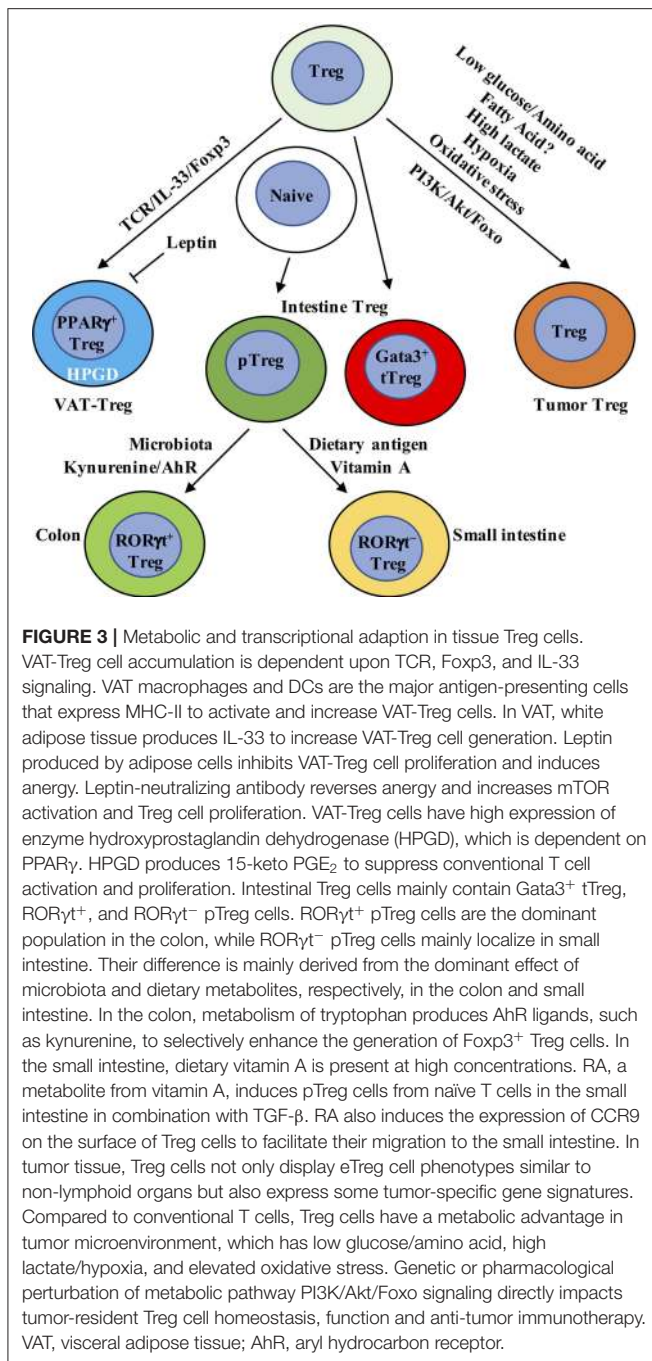 Treg
Low glucose/Amino acid
Fatty Acid?
High lactate
Hypoxia
Oxidative stress
PI3K/Akt/Foxo
TCR/IL-33/Foxp3
Naive
Leptin
Intestine Treg
PPARγ⁺
Treg
HPGD
VAT-Treg
pTreg
Gata3⁺
tTreg
Treg
Tumor Treg
Microbiota
Kynurenine/AhR
Dietary antigen
Vitamin A
Colon
RORγt⁺
Treg
RORγt⁻
Treg
Small intestine
FIGURE 3 | Metabolic and transcriptional adaption in tissue Treg cells.
VAT-Treg cell accumulation is dependent upon TCR, Foxp3, and IL-33
signaling. VAT macrophages and DCs are the major antigen-presenting cells
that express MHC-II to activate and increase VAT-Treg cells. In VAT, white
adipose tissue produces IL-33 to increase VAT-Treg cell generation. Leptin
produced by adipose cells inhibits VAT-Treg cell proliferation and induces
anergy. Leptin-neutralizing antibody reverses anergy and increases mTOR
activation and Treg cell proliferation. VAT-Treg cells have high expression of
enzyme hydroxyprostaglandin dehydrogenase (HPGD), which is dependent on
PPARγ. HPGD produces 15-keto PGE₂ to suppress conventional T cell
activation and proliferation. Intestinal Treg cells mainly contain Gata3⁺ tTreg,
RORγt⁺, and RORγt⁻ pTreg cells. RORγt⁺ pTreg cells are the dominant
population in the colon, while RORγt⁻ pTreg cells mainly localize in small
intestine. Their difference is mainly derived from the dominant effect of
microbiota and dietary metabolites, respectively, in the colon and small
intestine. In the colon, metabolism of tryptophan produces AhR ligands, such
as kynurenine, to selectively enhance the generation of Foxp3⁺ Treg cells. In
the small intestine, dietary vitamin A is present at high concentrations. RA, a
metabolite from vitamin A, induces pTreg cells from naïve T cells in the small
intestine in combination with TGF-β. RA also induces the expression of CCR9
on the surface of Treg cells to facilitate their migration to the small intestine. In
tumor tissue, Treg cells not only display eTreg cell phenotypes similar to
non-lymphoid organs but also express some tumor-specific gene signatures.
Compared to conventional T cells, Treg cells have a metabolic advantage in
tumor microenvironment, which has low glucose/amino acid, high
lactate/hypoxia, and elevated oxidative stress. Genetic or pharmacological
perturbation of metabolic pathway PI3K/Akt/Foxo signaling directly impacts
tumor-resident Treg cell homeostasis, function and anti-tumor immunotherapy.
VAT, visceral adipose tissue; AhR, aryl hydrocarbon receptor.